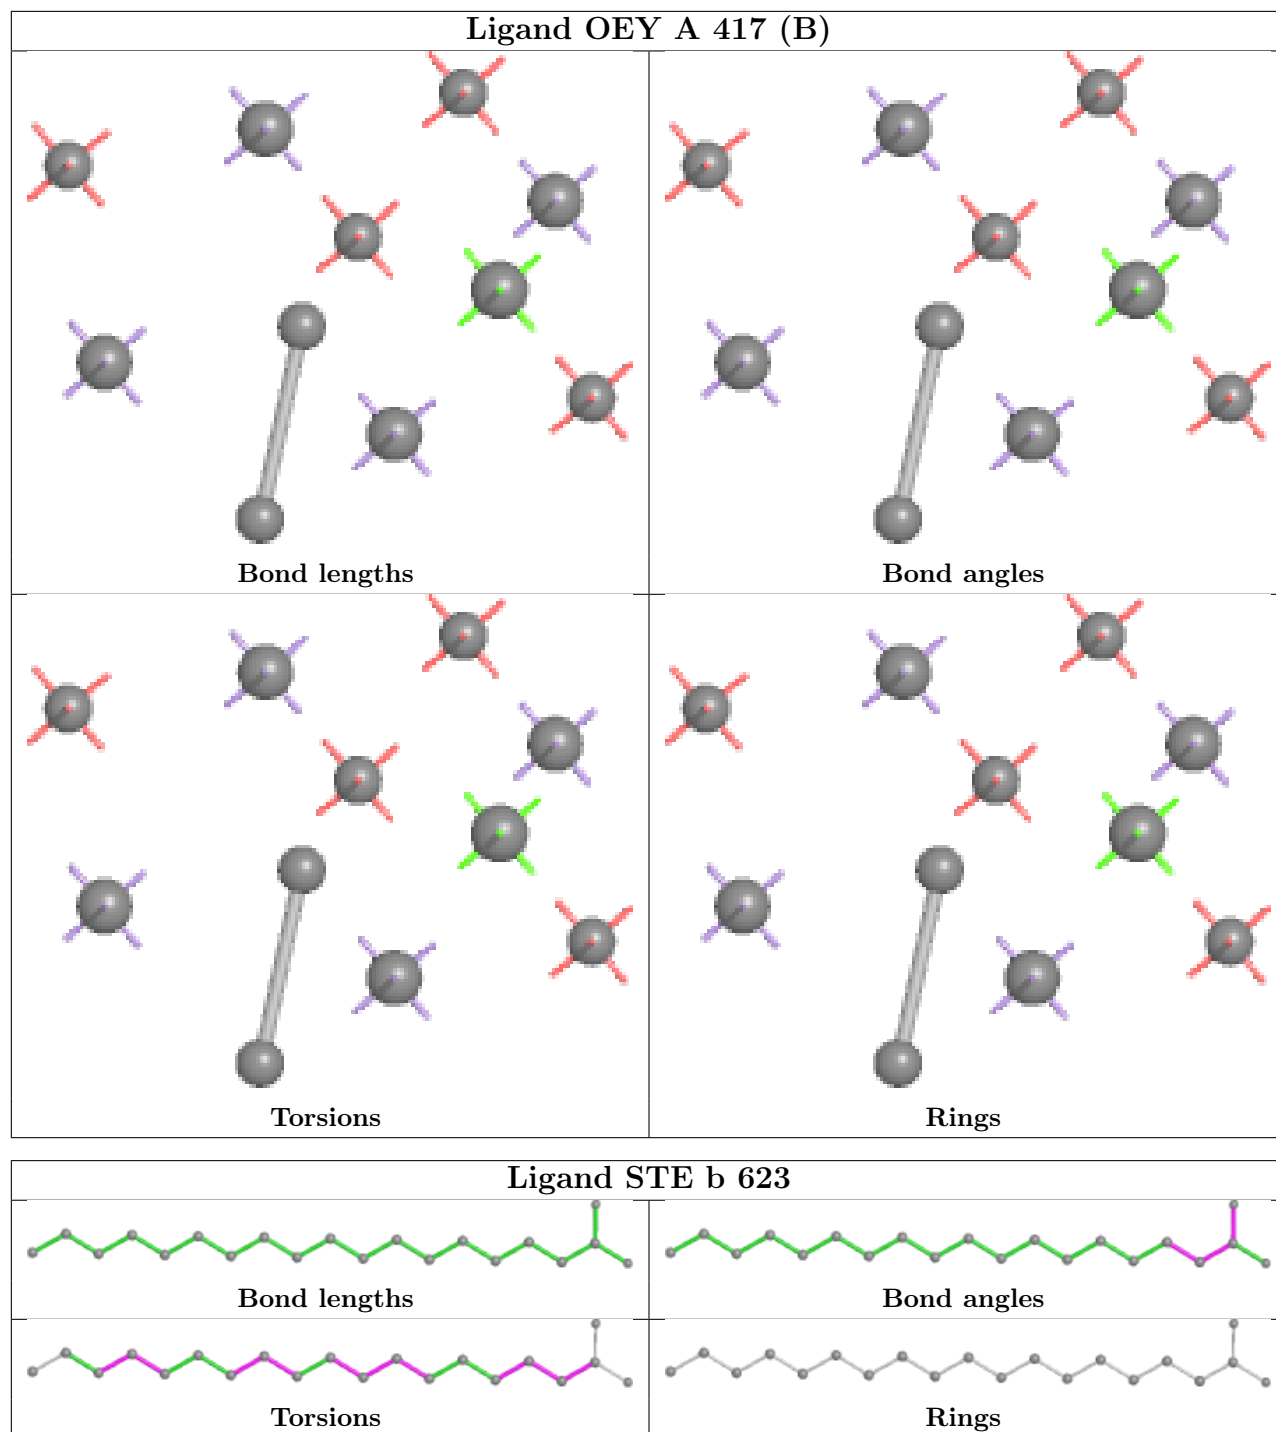 Ligand OEY A 417 (B)
Bond lengths
Bond angles
Torsions
Rings
Ligand STE b 623
Bond lengths
Bond angles
Torsions
Rings